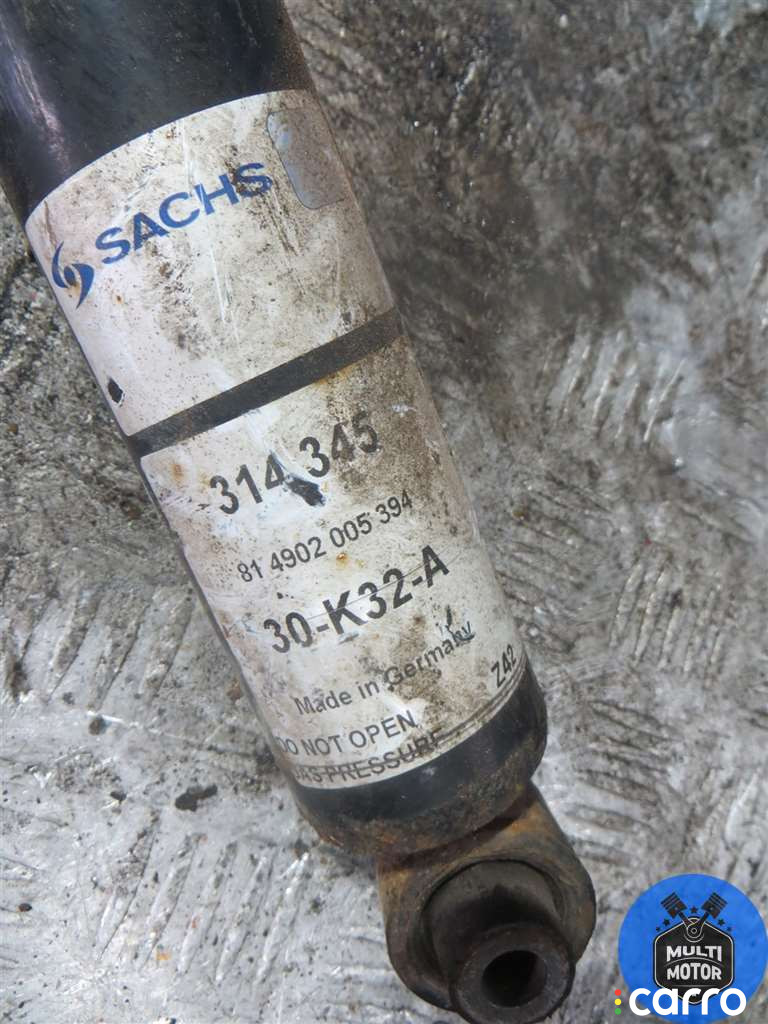 SACHS
314 345
81 4902 005 394
30-K32-A
Made in Germany
Z42
DO NOT OPEN
GAS PRESSURE
MULTI
MOTOR
carro